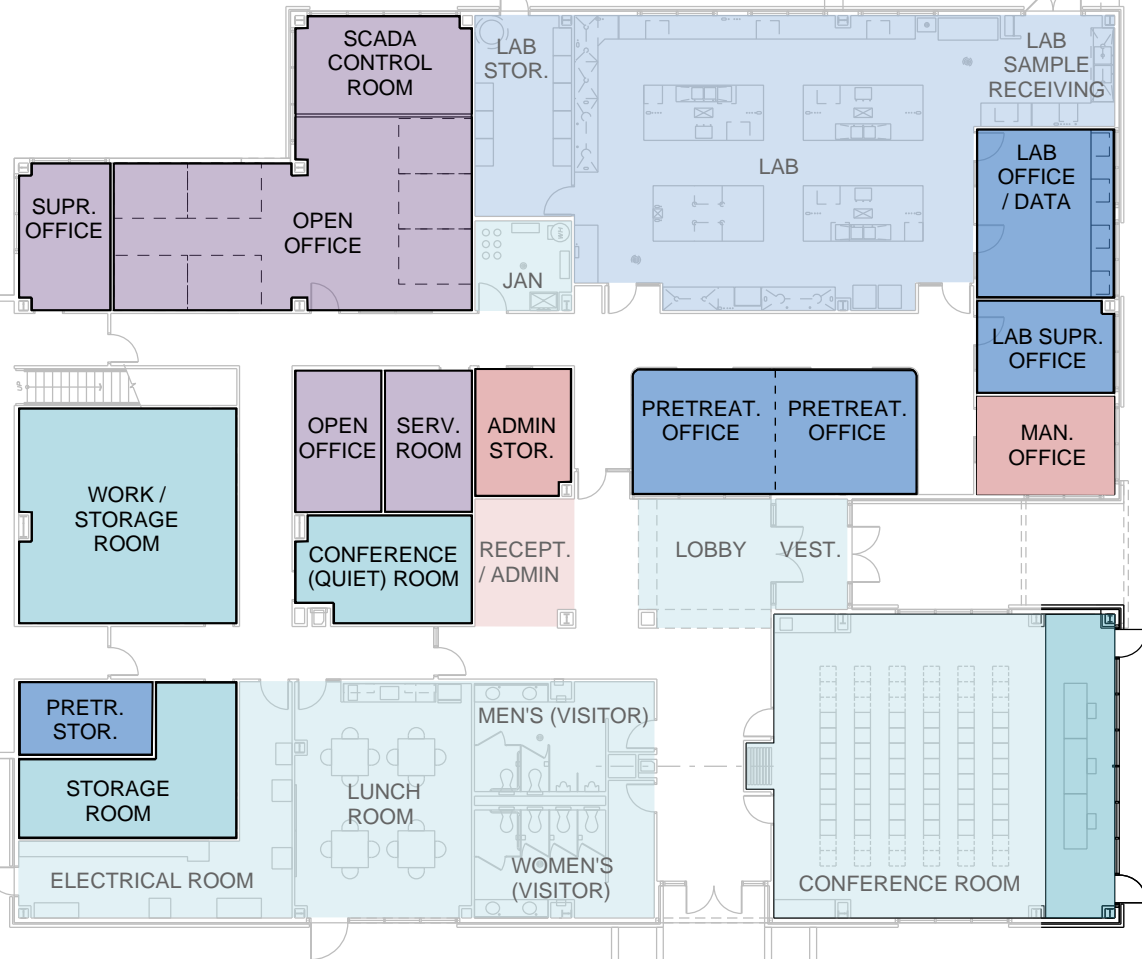 SCADA
CONTROL
ROOM
LAB
STOR.
LAB
SAMPLE
RECEIVING
LAB
LAB
OFFICE
/ DATA
SUPR.
OFFICE
OPEN
OFFICE
JAN
LAB SUPR.
OFFICE
UP
OPEN
OFFICE
SERV.
ROOM
ADMIN
STOR.
PRETREAT.
OFFICE
PRETREAT.
OFFICE
MAN.
OFFICE
WORK /
STORAGE
ROOM
CONFERENCE
(QUIET) ROOM
RECEPT.
/ ADMIN
LOBBY
VEST.
PRETR.
STOR.
STORAGE
ROOM
MEN'S (VISITOR)
LUNCH
ROOM
WOMEN'S
(VISITOR)
ELECTRICAL ROOM
CONFERENCE ROOM